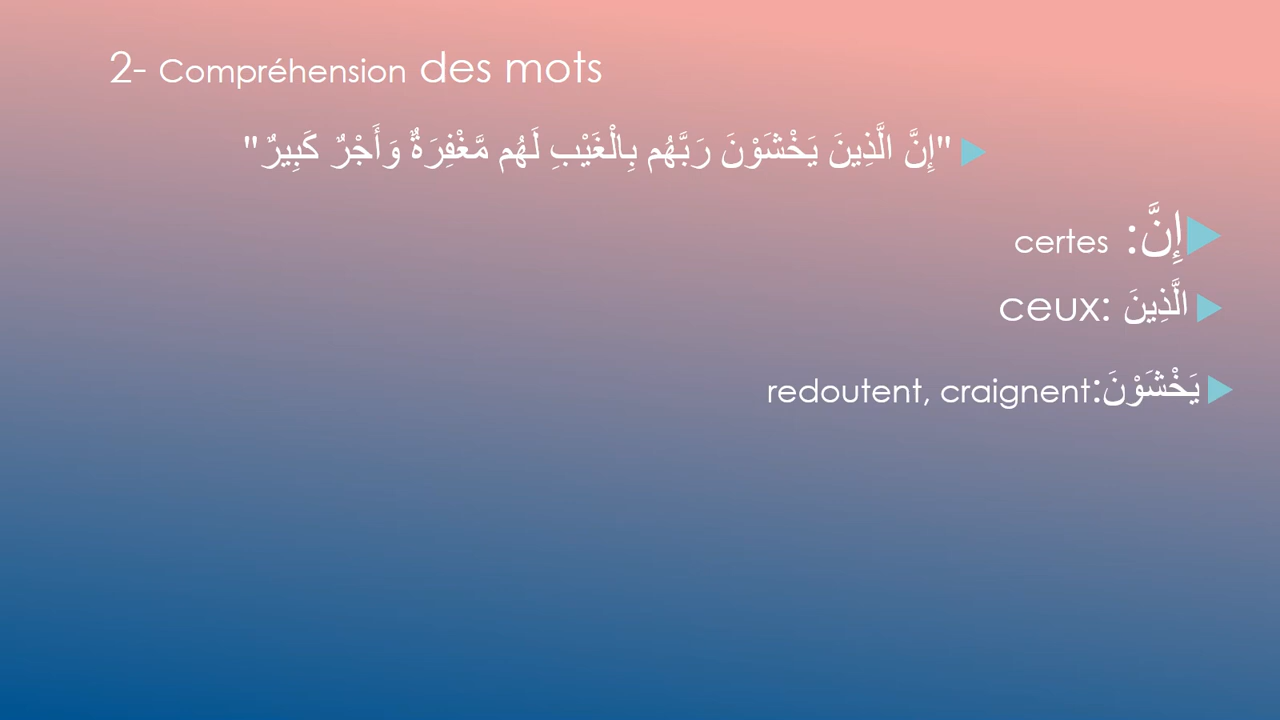 2- Compréhension des mots
"إِنَّ الَّذِينَ يَخْشَوْنَ رَبَّهُم بِالْغَيْبِ لَهُم مَّغْفِرَةٌ وَأَجْرٌ كَبِيرٌ"
إِنَّ: certes
الَّذِينَ :ceux
يَخْشَوْنَ:redoutent, craignent